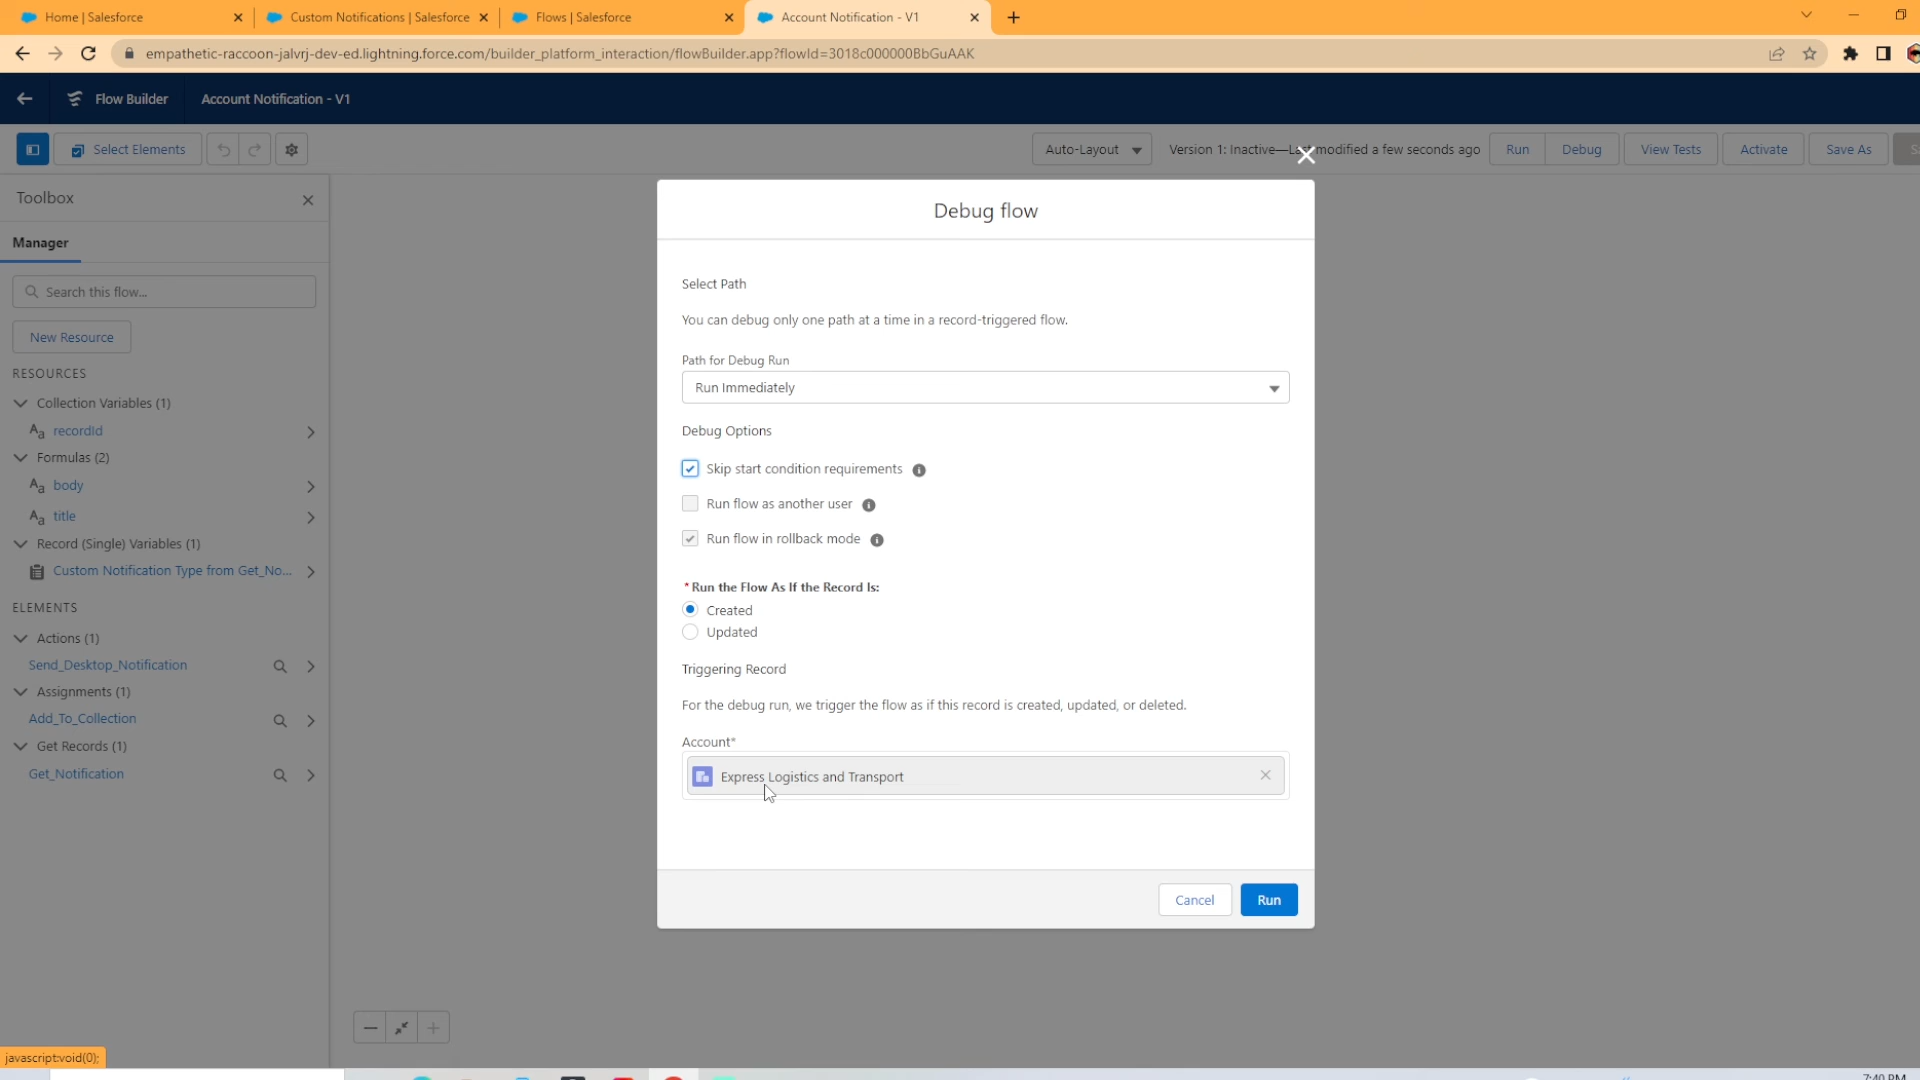 Home | Salesforce
Custom Notifications | Salesforce
Flows | Salesforce
Account Notification - V1
empathetic-raccoon-jalvrj-dev-ed.lightning.force.com/builder_platform_interaction/flowBuilder.app?flowId=3018c000000BbGuAAK
Flow Builder
Account Notification - V1
Select Elements
Auto-Layout
Version 1: Inactive—Last modified a few seconds ago
Run
Debug
View Tests
Activate
Save As
Toolbox
Manager
Search this flow...
New Resource
RESOURCES
Collection Variables (1)
Aa recordId
Formulas (2)
Aa body
Aa title
Record (Single) Variables (1)
Custom Notification Type from Get_No...
ELEMENTS
Actions (1)
Send_Desktop_Notification
Assignments (1)
Add_To_Collection
Get Records (1)
Get_Notification
Debug flow
Select Path
You can debug only one path at a time in a record-triggered flow.
Path for Debug Run
Run Immediately
Debug Options
Skip start condition requirements
Run flow as another user
Run flow in rollback mode
*Run the Flow As If the Record Is:
Created
Updated
Triggering Record
For the debug run, we trigger the flow as if this record is created, updated, or deleted.
Account*
Express Logistics and Transport
Cancel
Run
javascript:void(0);
7:40 PM